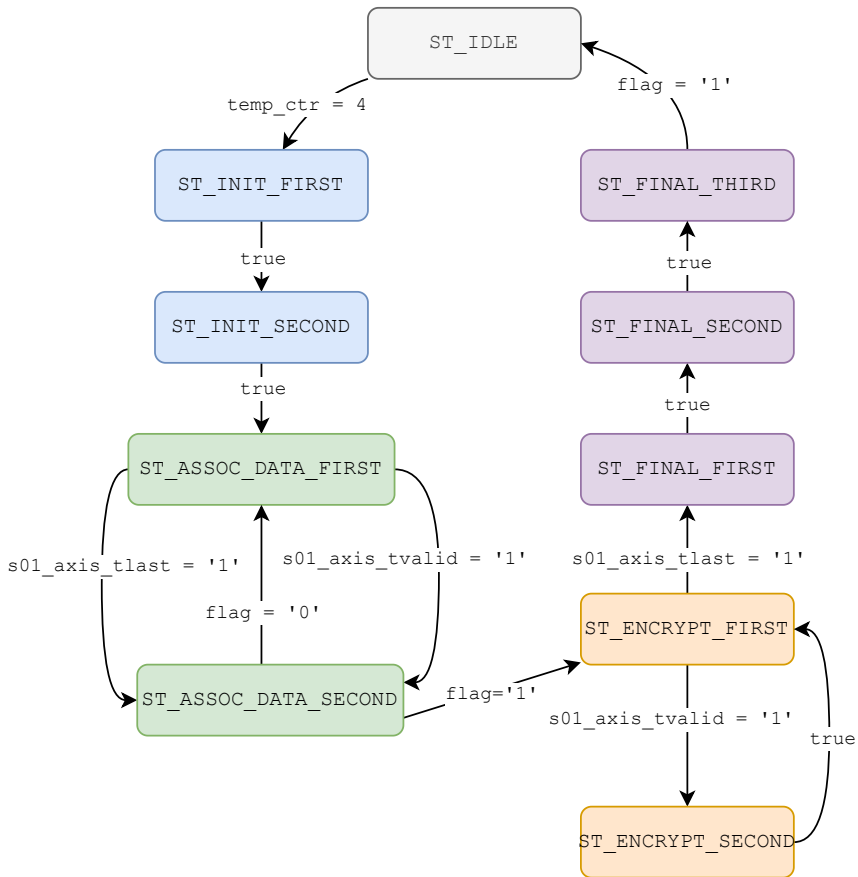 ST_IDLE
temp_ctr = 4
flag = '1'
ST_INIT_FIRST
ST_FINAL_THIRD
true
true
ST_INIT_SECOND
ST_FINAL_SECOND
true
true
ST_ASSOC_DATA_FIRST
ST_FINAL_FIRST
s01_axis_tlast = '1'
s01_axis_tvalid = '1'
s01_axis_tlast = '1'
flag = '0'
ST_ENCRYPT_FIRST
ST_ASSOC_DATA_SECOND
flag='1'
s01_axis_tvalid = '1'
true
ST_ENCRYPT_SECOND